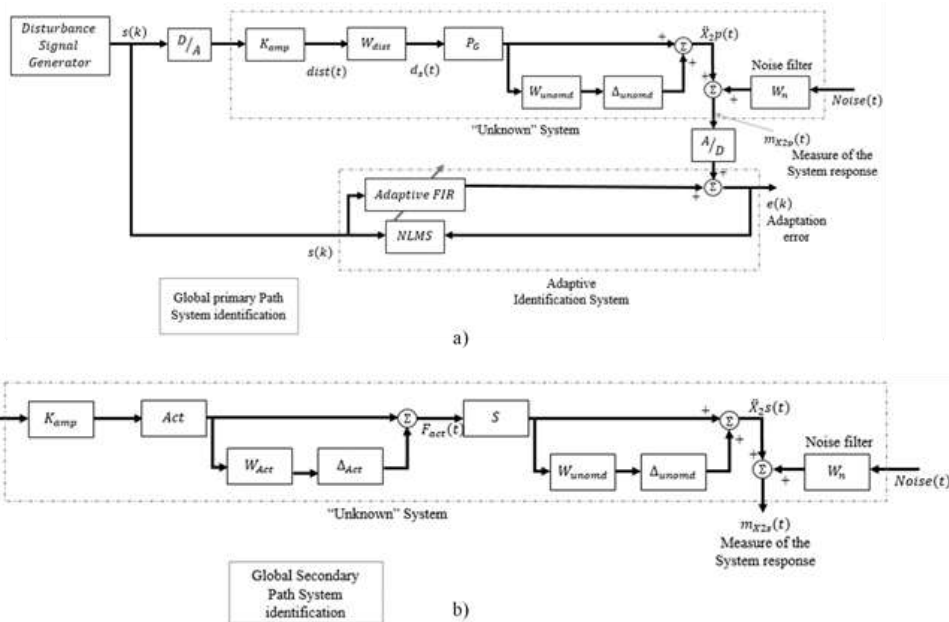 Disturbance
Signal
Generator
s(k)
D/A
K_amp
dist(t)
W_dist
d_s(t)
P_G
+
Σ
+
Ẍ₂p(t)
W_unomd
Δ_unomd
+
Σ
+
Noise filter
W_n
Noise(t)
"Unknown" System
m_X2p(t)
Measure of the
System response
A/D
+
Σ
+
e(k)
Adaptation
error
Adaptive FIR
NLMS
s(k)
Adaptive
Identification System
Global primary Path
System identification
a)
K_amp
Act
Σ
F_act(t)
S
+
Σ
+
Ẍ₂s(t)
W_Act
Δ_Act
W_unomd
Δ_unomd
+
Σ
+
Noise filter
W_n
Noise(t)
"Unknown" System
m_X2s(t)
Measure of the
System response
Global Secondary
Path System
identification
b)